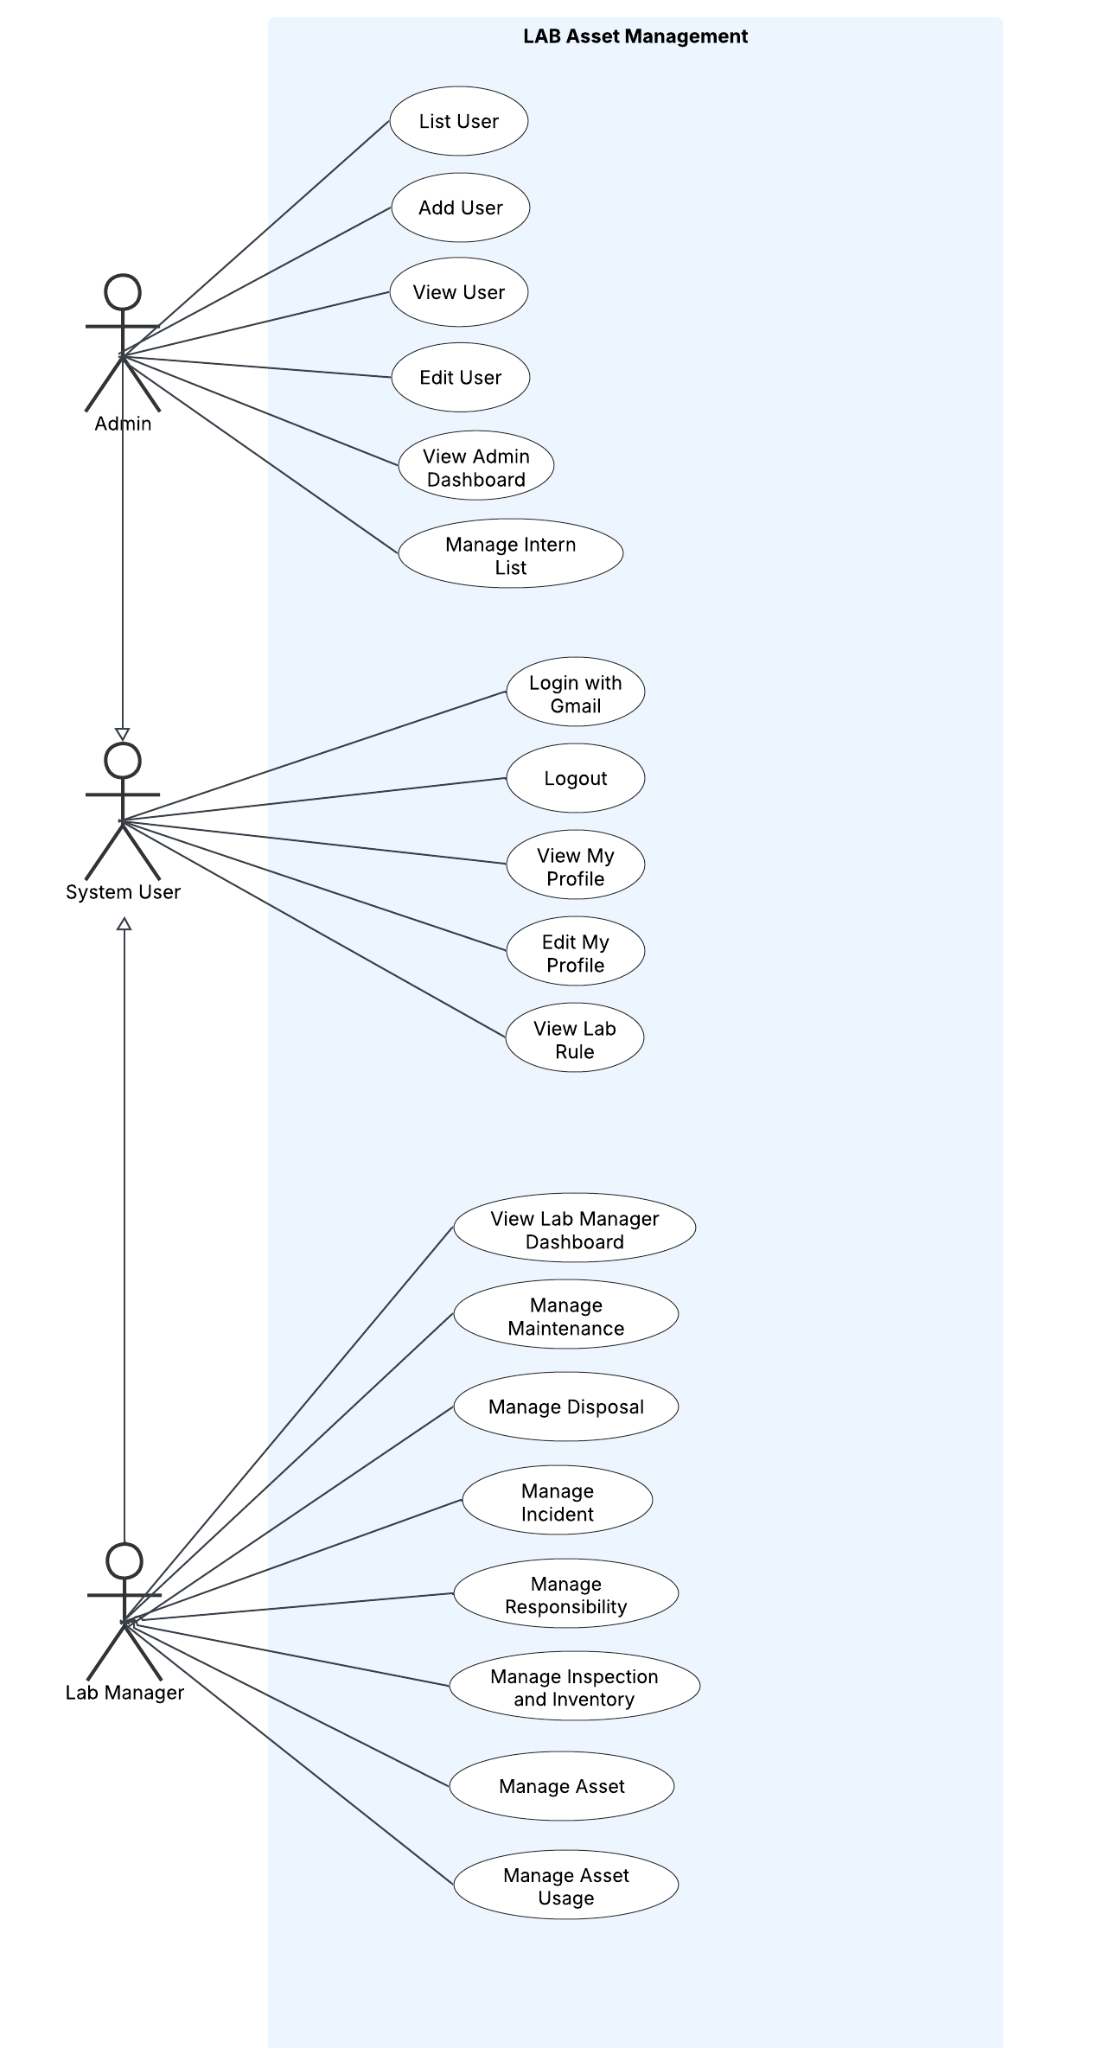 LAB Asset Management
List User
Add User
View User
Edit User
Admin
View Admin
Dashboard
Manage Intern
List
Login with
Gmail
Logout
View My
Profile
System User
Edit My
Profile
View Lab
Rule
View Lab Manager
Dashboard
Manage
Maintenance
Manage Disposal
Manage
Incident
Manage
Responsibility
Lab Manager
Manage Inspection
and Inventory
Manage Asset
Manage Asset
Usage